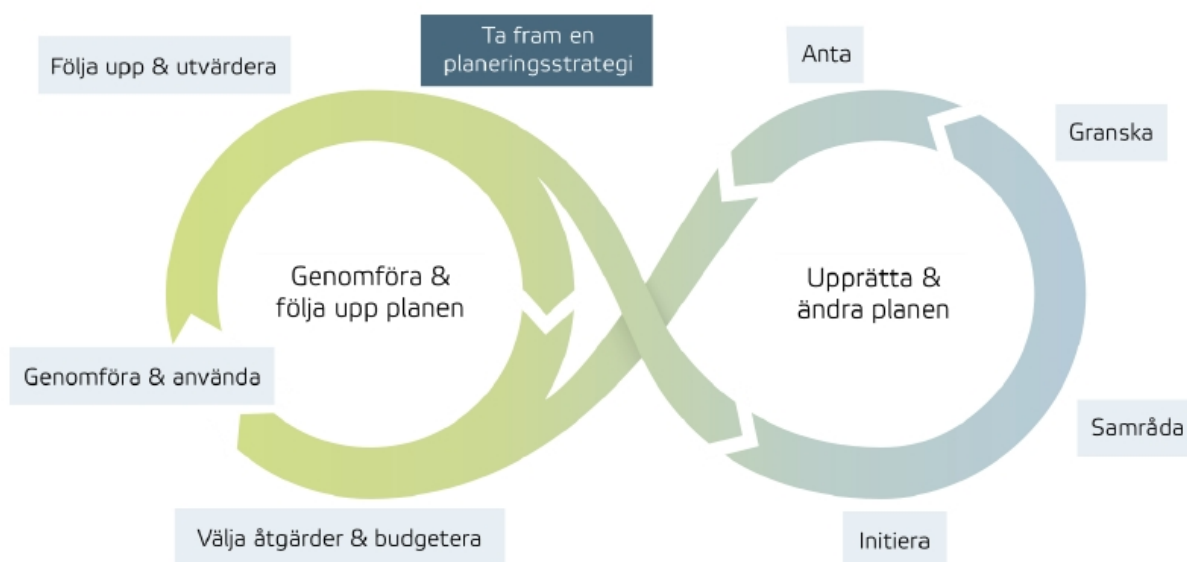 Ta fram en
planeringsstrategi
Anta
Följa upp & utvärdera
Granska
Genomföra &
följa upp planen
Upprätta &
ändra planen
Genomföra & använda
Samråda
Välja åtgärder & budgetera
Initiera